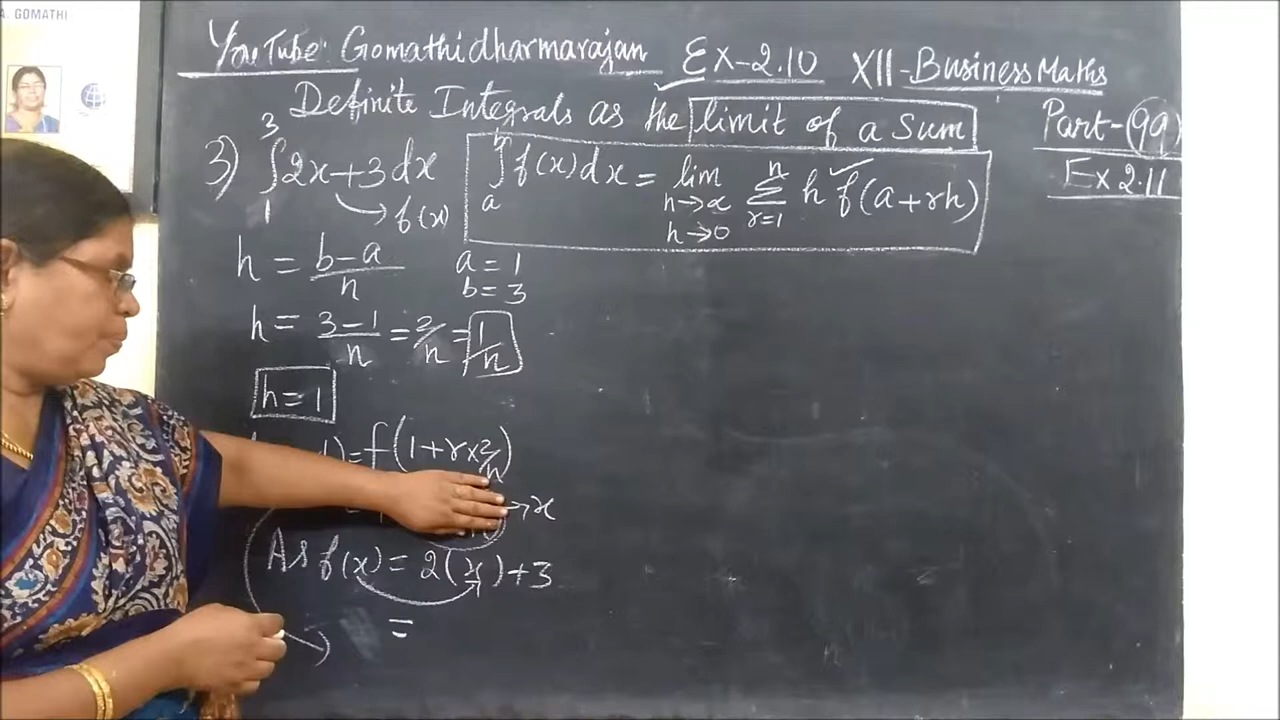 A. GOMATHI
YouTube: Gomathidharmarajan Ex-2.10 XII-Business Maths
Definite Integrals as the limit of a Sum
Part-(99)
Ex 2.11
3) ∫₁³ 2x+3 dx → f(x)
∫ₐᵇ f(x) dx = lim n→∞ h→0 Σ r=1 n h f(a+rh)
h = b-a/n a = 1
b = 3
h = 3-1/n = 2/n = 1/n
h = 1
)= f(1+r×2/n)
→x
As f(x) = 2(x)+3
=